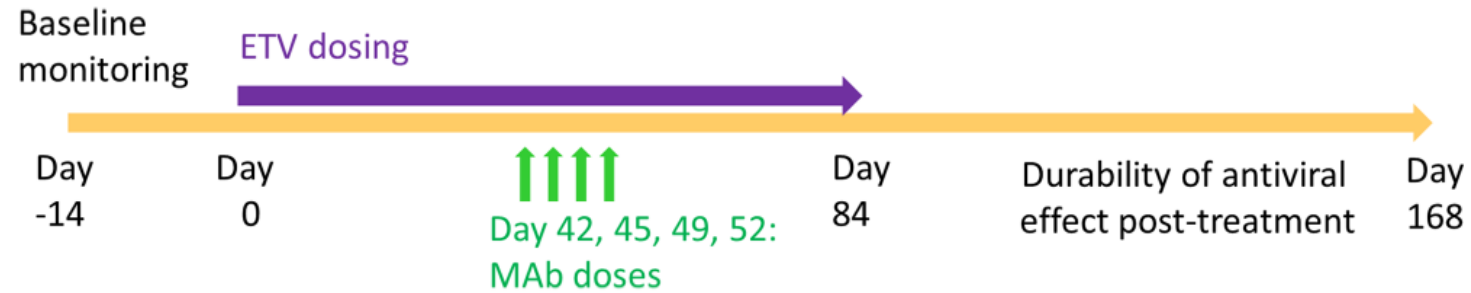 Baseline
monitoring
ETV dosing
Day
-14
Day
0
Day 42, 45, 49, 52:
MAb doses
Day
84
Durability of antiviral
effect post-treatment
Day
168